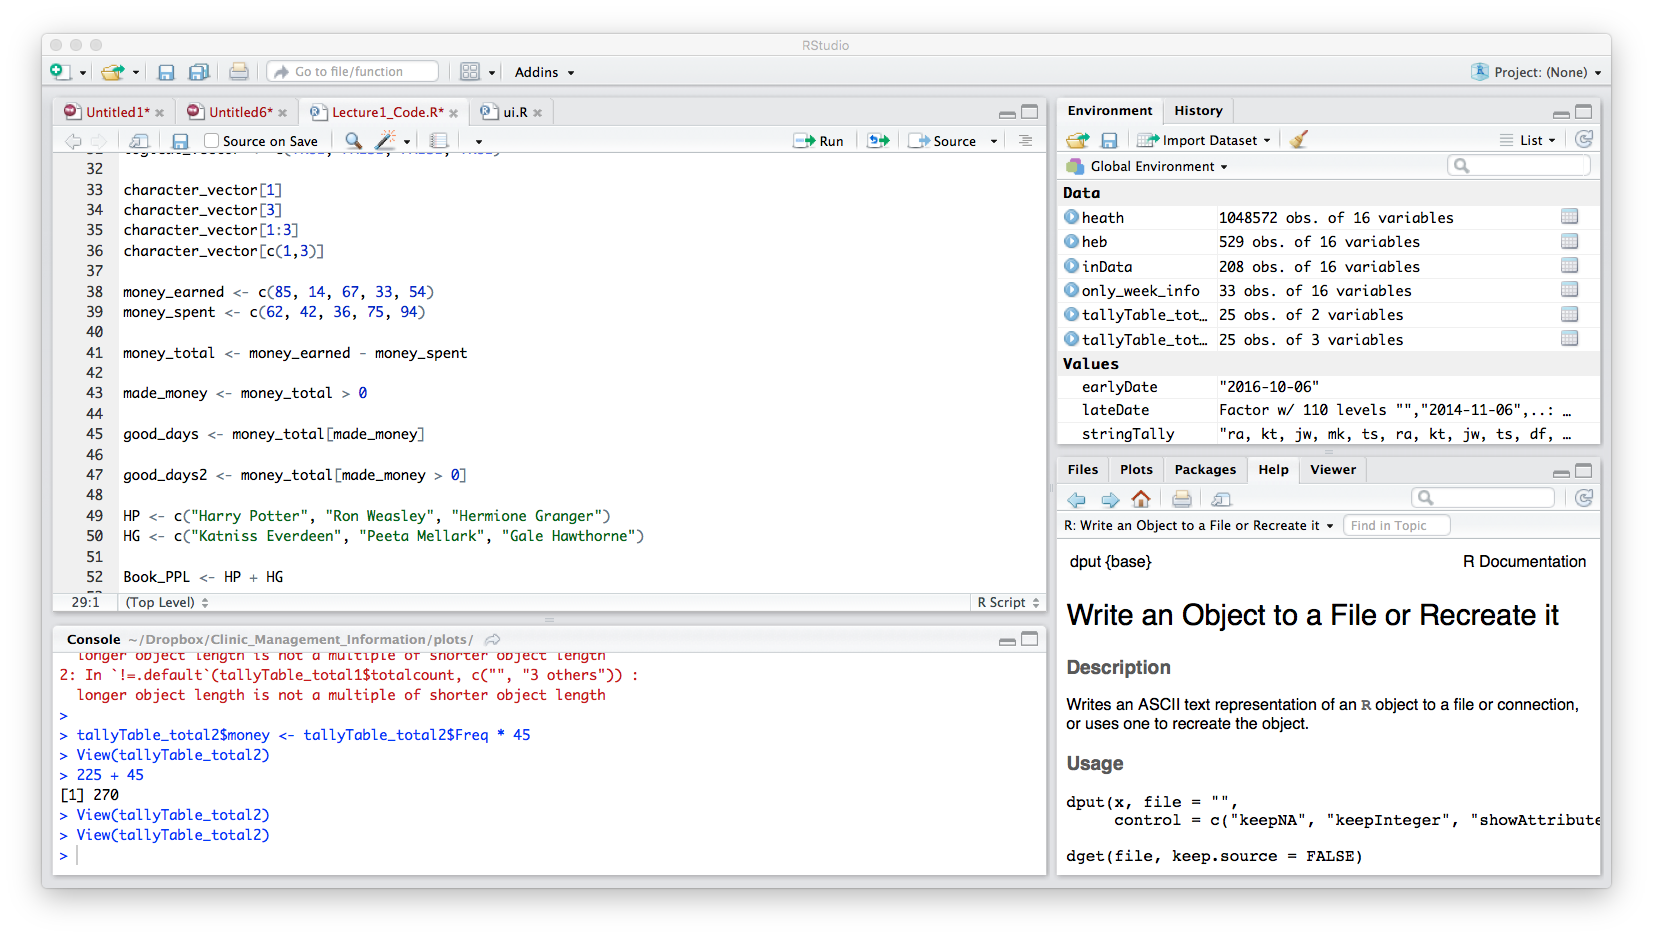 RStudio
Go to file/function
Addins
Project: (None)
Untitled1*
Untitled6*
Lecture1_Code.R*
ui.R
Source on Save
Run
Source
32
33 character_vector[1]
34 character_vector[3]
35 character_vector[1:3]
36 character_vector[c(1,3)]
37
38 money_earned <- c(85, 14, 67, 33, 54)
39 money_spent <- c(62, 42, 36, 75, 94)
40
41 money_total <- money_earned - money_spent
42
43 made_money <- money_total > 0
44
45 good_days <- money_total[made_money]
46
47 good_days2 <- money_total[made_money > 0]
48
49 HP <- c("Harry Potter", "Ron Weasley", "Hermione Granger")
50 HG <- c("Katniss Everdeen", "Peeta Mellark", "Gale Hawthorne")
51
52 Book_PPL <- HP + HG
29:1 (Top Level) R Script
Console ~/Dropbox/Clinic_Management_Information/plots/
longer object length is not a multiple of shorter object length
2: In `!=.default`(tallyTable_total1$totalcount, c("", "3 others")) :
longer object length is not a multiple of shorter object length
>
> tallyTable_total2$money <- tallyTable_total2$Freq * 45
> View(tallyTable_total2)
> 225 + 45
[1] 270
> View(tallyTable_total2)
> View(tallyTable_total2)
>
Environment History
Import Dataset List
Global Environment
Data
heath 1048572 obs. of 16 variables
heb 529 obs. of 16 variables
inData 208 obs. of 16 variables
only_week_info 33 obs. of 16 variables
tallyTable_tot… 25 obs. of 2 variables
tallyTable_tot… 25 obs. of 3 variables
Values
earlyDate "2016-10-06"
lateDate Factor w/ 110 levels "","2014-11-06",..: …
stringTally "ra, kt, jw, mk, ts, ra, kt, jw, ts, df, …
Files Plots Packages Help Viewer
R: Write an Object to a File or Recreate it Find in Topic
dput {base} R Documentation
Write an Object to a File or Recreate it
Description
Writes an ASCII text representation of an R object to a file or connection,
or uses one to recreate the object.
Usage
dput(x, file = "",
control = c("keepNA", "keepInteger", "showAttribute
dget(file, keep.source = FALSE)